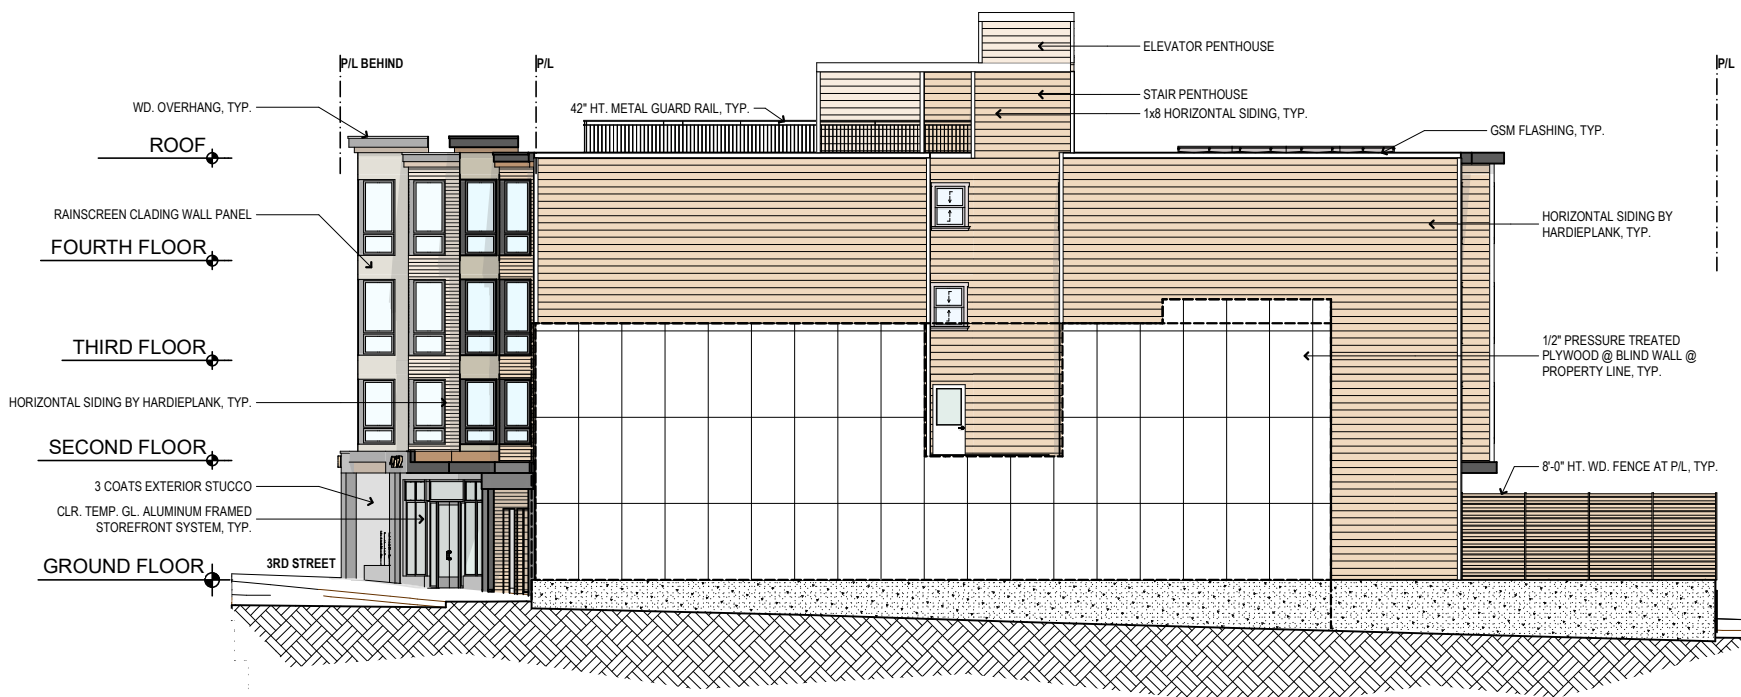 ELEVATOR PENTHOUSE
P/L BEHIND
P/L
P/L
STAIR PENTHOUSE
WD. OVERHANG, TYP.
42" HT. METAL GUARD RAIL, TYP.
1x8 HORIZONTAL SIDING, TYP.
GSM FLASHING, TYP.
ROOF
RAINSCREEN CLADING WALL PANEL
HORIZONTAL SIDING BY
HARDIEPLANK, TYP.
FOURTH FLOOR
THIRD FLOOR
1/2" PRESSURE TREATED
PLYWOOD @ BLIND WALL @
PROPERTY LINE, TYP.
HORIZONTAL SIDING BY HARDIEPLANK, TYP.
SECOND FLOOR
8'-0" HT. WD. FENCE AT P/L, TYP.
3 COATS EXTERIOR STUCCO
CLR. TEMP. GL. ALUMINUM FRAMED
STOREFRONT SYSTEM, TYP.
3RD STREET
GROUND FLOOR